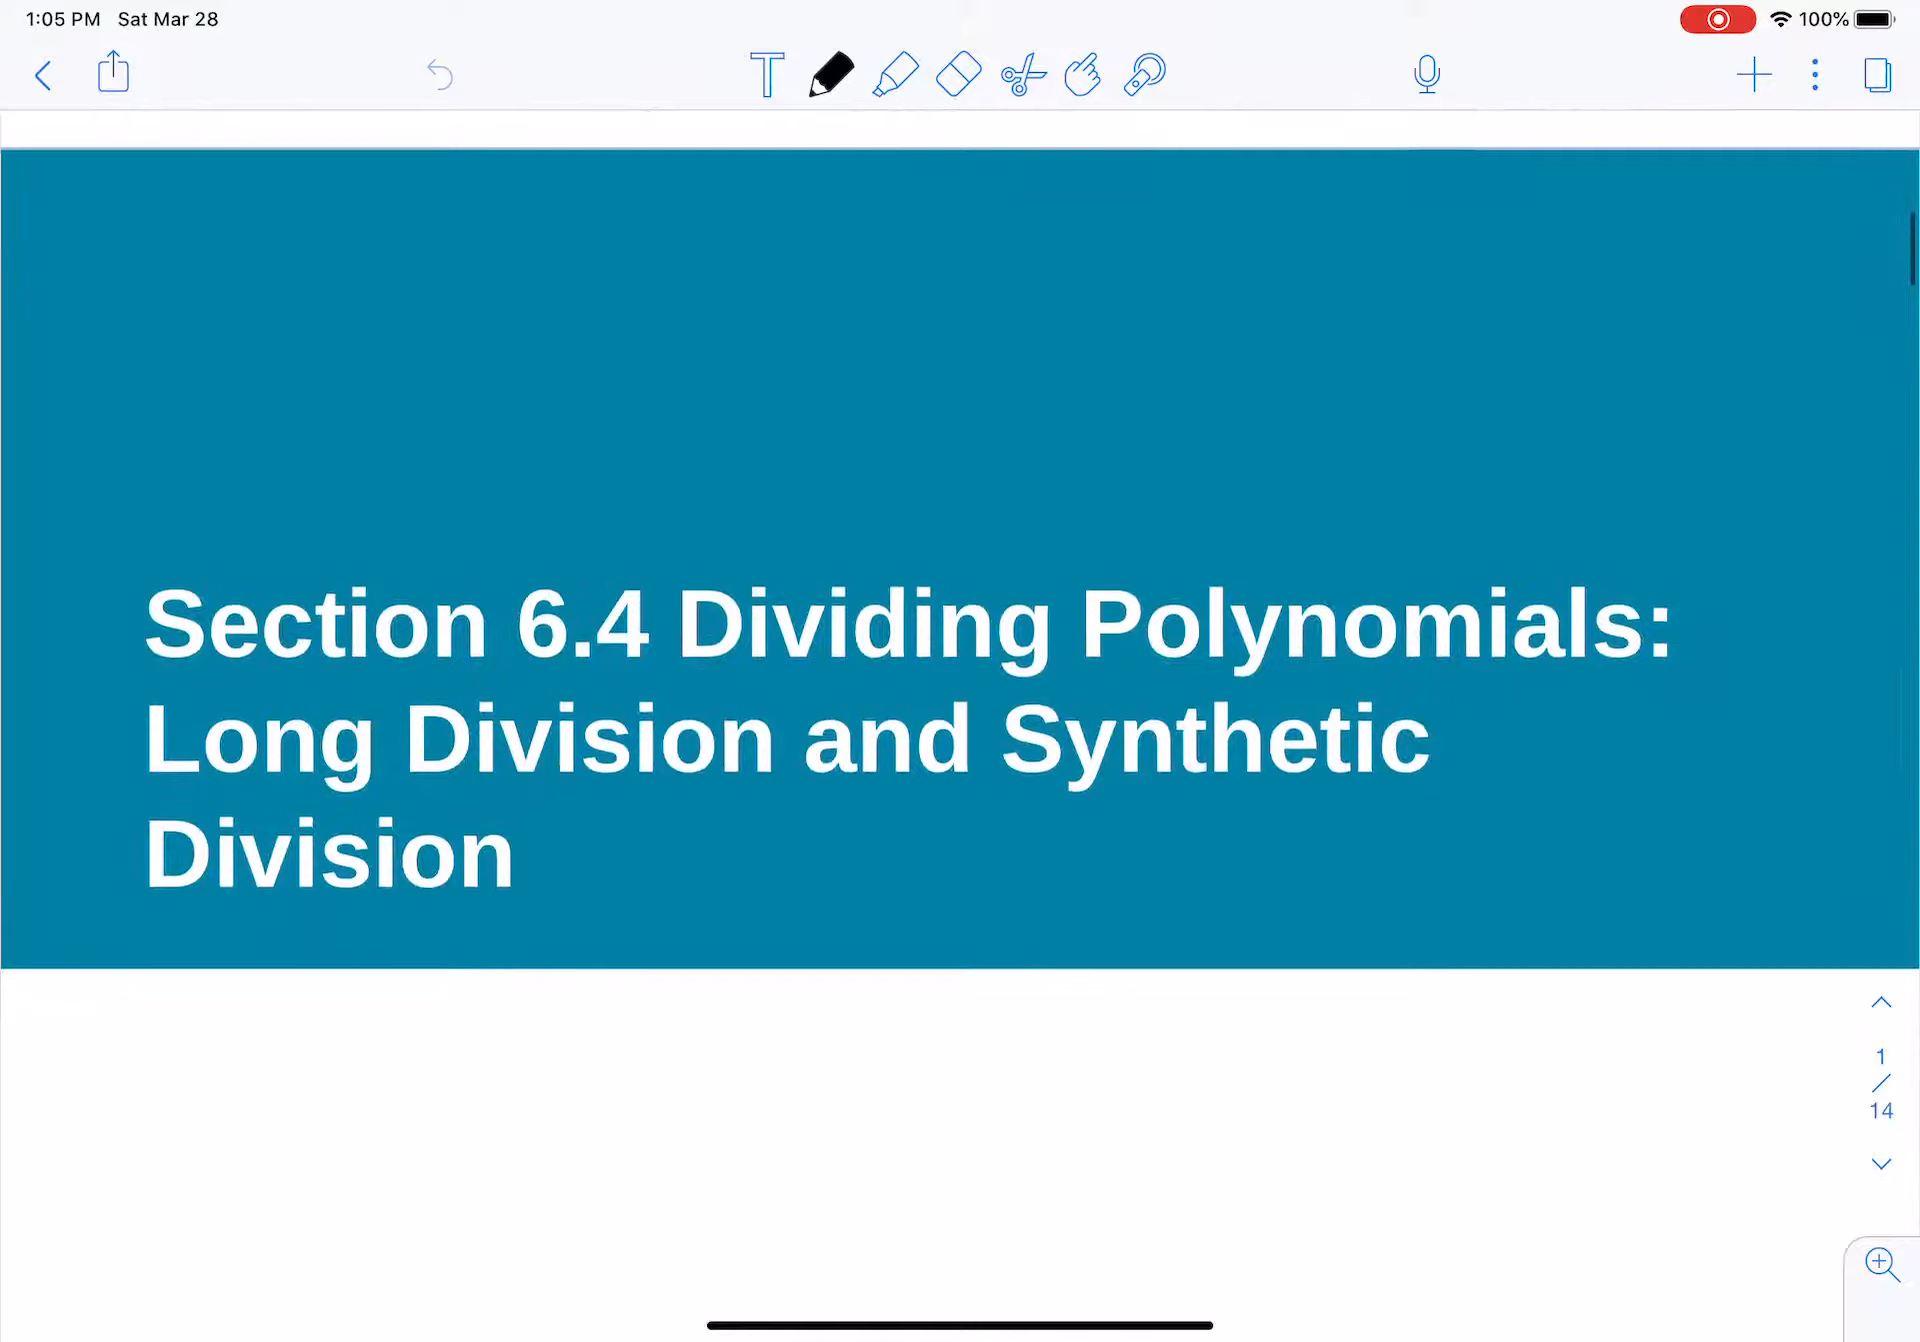 1:05 PM Sat Mar 28
100%
T
Section 6.4 Dividing Polynomials:
Long Division and Synthetic
Division
1
/
14